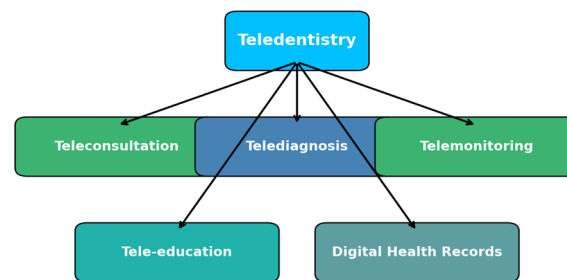 Teledentistry
Teleconsultation
Telediagnosis
Telemonitoring
Tele-education
Digital Health Records